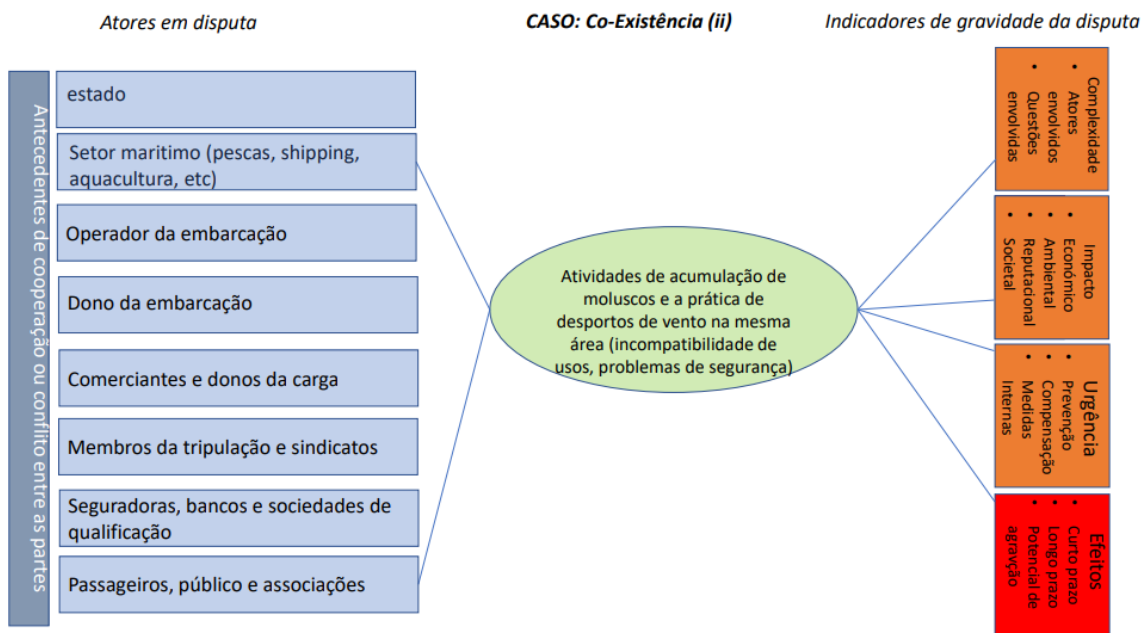 Atores em disputa
CASO: Co-Existência (ii)
Indicadores de gravidade da disputa
Antecedentes de cooperação ou conflito entre as partes
estado
Setor maritimo (pescas, shipping,
aquacultura, etc)
Operador da embarcação
Dono da embarcação
Comerciantes e donos da carga
Membros da tripulação e sindicatos
Seguradoras, bancos e sociedades de
qualificação
Passageiros, público e associações
Atividades de acumulação de
moluscos e a prática de
desportos de vento na mesma
área (incompatibilidade de
usos, problemas de segurança)
Complexidade
• Atores
envolvidos
• Questões
envolvidas
Impacto
• Económico
• Ambiental
• Reputacional
• Societal
Urgência
• Prevenção
• Compensação
• Medidas
Internas
Efeitos
• Curto prazo
• Longo prazo
• Potencial de
agravção